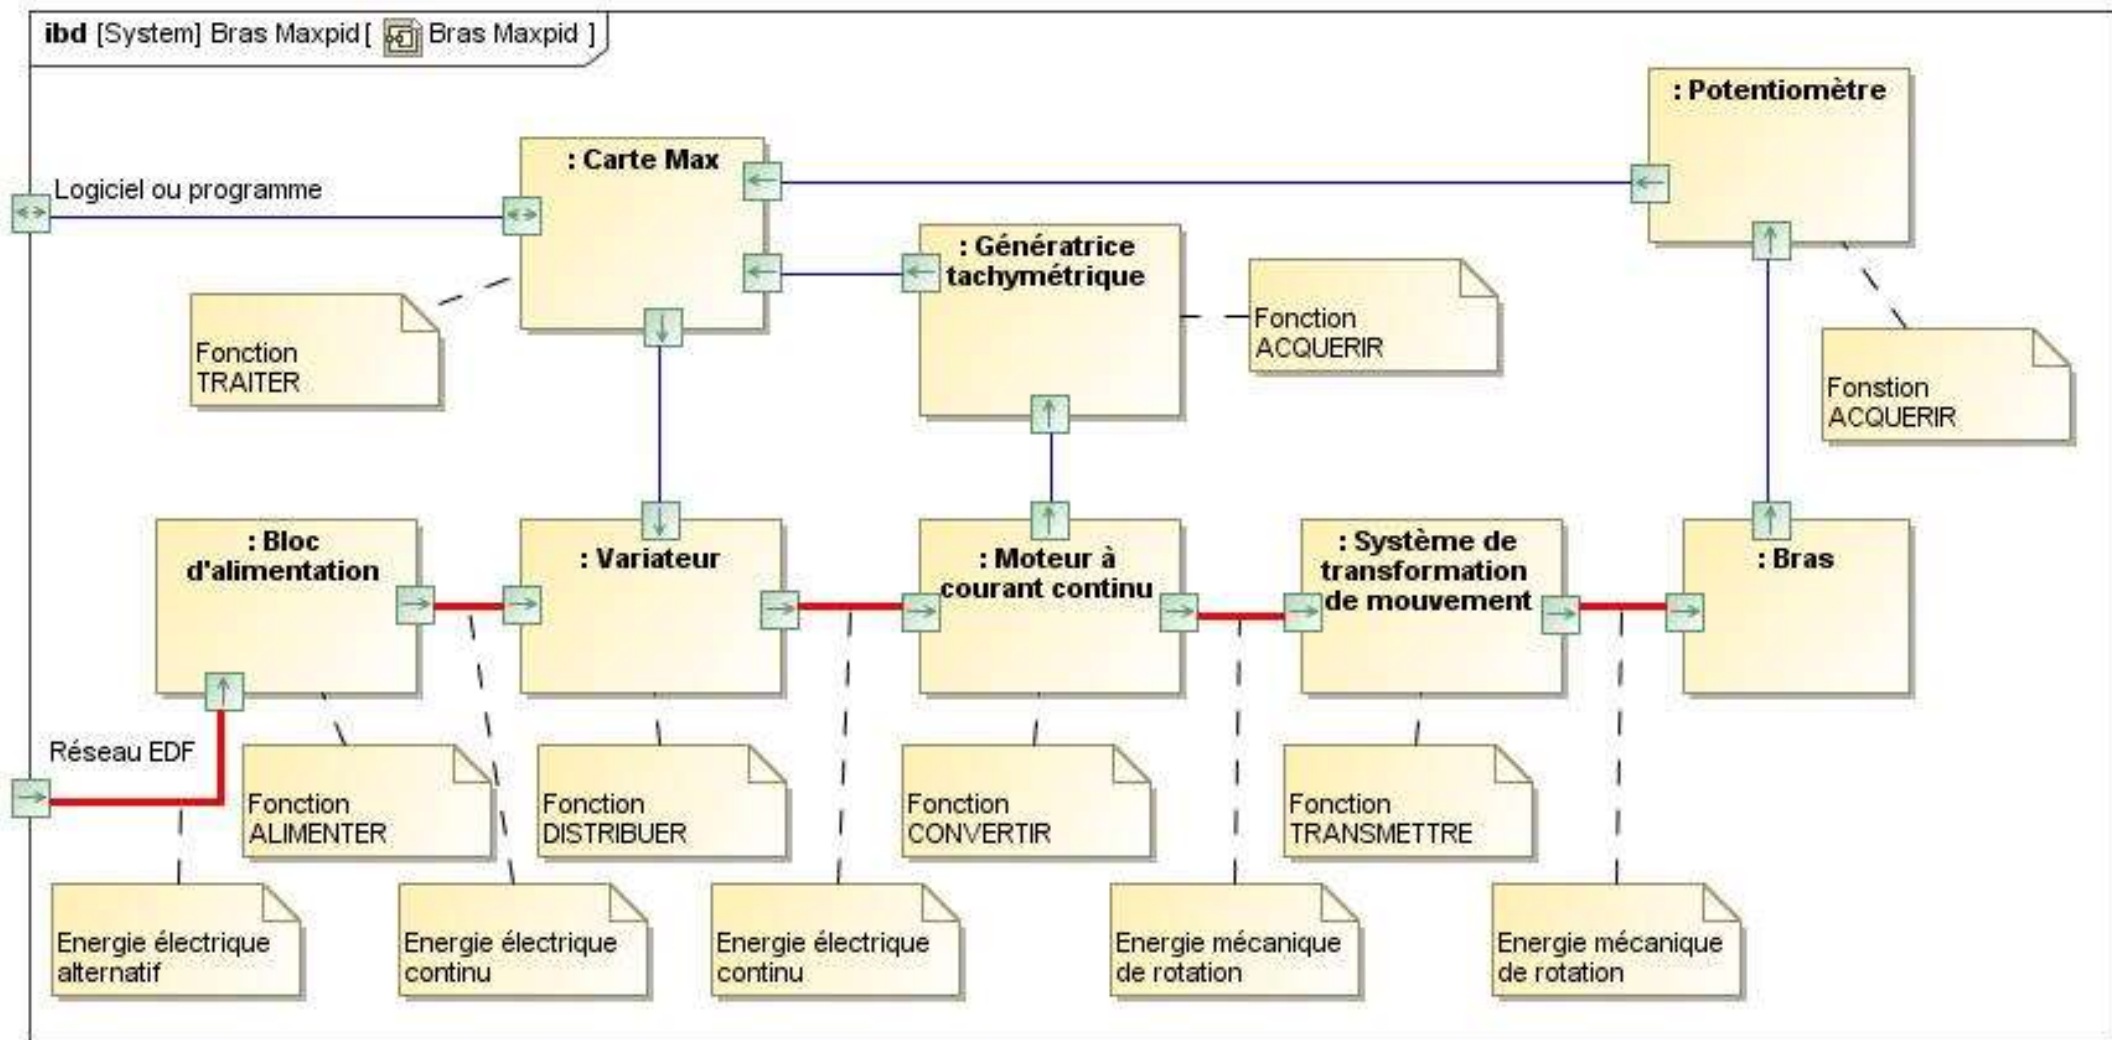 ibd [System] Bras Maxpid [ Bras Maxpid ]
: Potentiomètre
: Carte Max
Logiciel ou programme
: Génératrice
tachymétrique
Fonction
ACQUERIR
Fonction
TRAITER
Fonstion
ACQUERIR
: Bloc
d'alimentation
: Variateur
: Moteur à
courant continu
: Système de
transformation
de mouvement
: Bras
Réseau EDF
Fonction
ALIMENTER
Fonction
DISTRIBUER
Fonction
CONVERTIR
Fonction
TRANSMETTRE
Energie électrique
alternatif
Energie électrique
continu
Energie électrique
continu
Energie mécanique
de rotation
Energie mécanique
de rotation